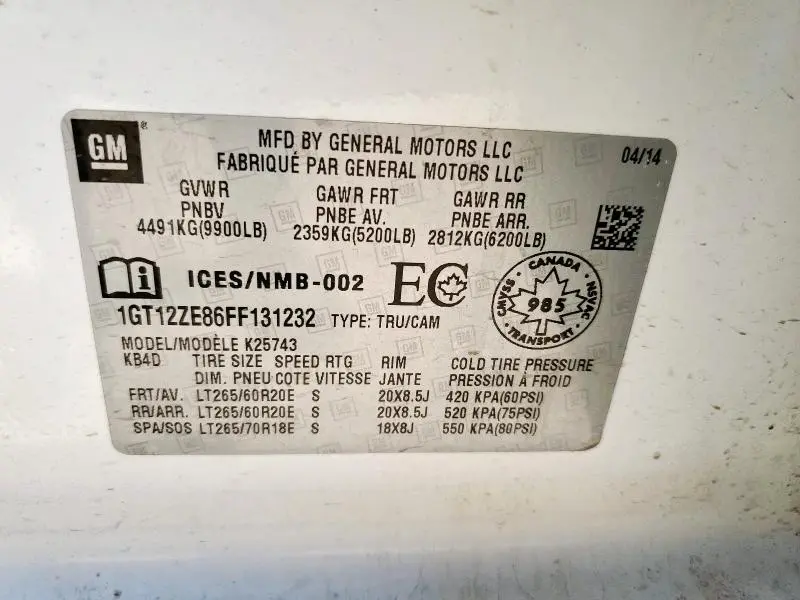 GM ®
MFD BY GENERAL MOTORS LLC
FABRIQUÉ PAR GENERAL MOTORS LLC
04/14
GVWR GAWR FRT GAWR RR
PNBV PNBE AV. PNBE ARR.
4491KG(9900LB) 2359KG(5200LB) 2812KG(6200LB)
i ICES/NMB-002 EC
CANADA
CMVSS 985 NSVAC
TRANSPORT
1GT12ZE86FF131232 TYPE: TRU/CAM
MODEL/MODÈLE K25743
KB4D TIRE SIZE SPEED RTG RIM COLD TIRE PRESSURE
DIM. PNEU COTE VITESSE JANTE PRESSION À FROID
FRT/AV. LT265/60R20E S 20X8.5J 420 KPA(60PSI)
RR/ARR. LT265/60R20E S 20X8.5J 520 KPA(75PSI)
SPA/SOS LT265/70R18E S 18X8J 550 KPA(80PSI)